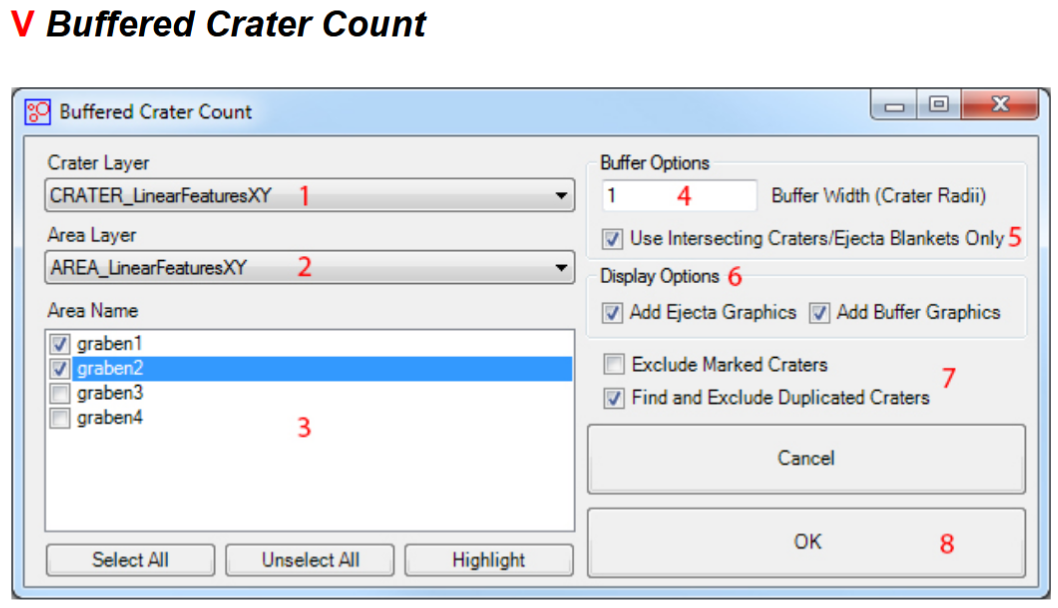 V Buffered Crater Count
Buffered Crater Count
Crater Layer
CRATER_LinearFeaturesXY 1
Area Layer
AREA_LinearFeaturesXY 2
Area Name
graben1
graben2
graben3
graben4
3
Select All Unselect All Highlight
Buffer Options
1 4 Buffer Width (Crater Radii)
Use Intersecting Craters/Ejecta Blankets Only 5
Display Options 6
Add Ejecta Graphics Add Buffer Graphics
Exclude Marked Craters
7
Find and Exclude Duplicated Craters
Cancel
OK 8